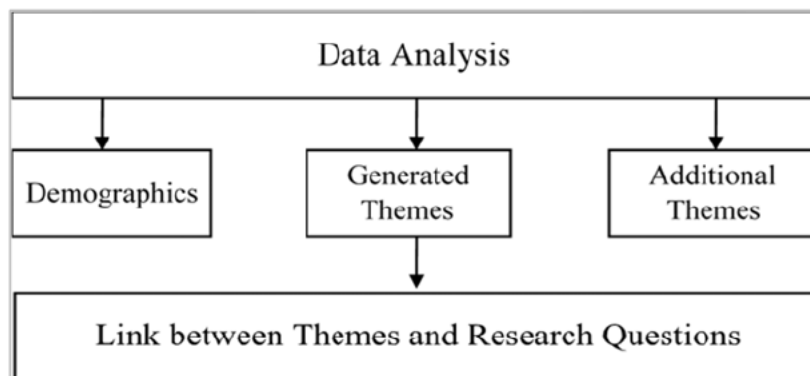 Data Analysis
Demographics
Generated
Themes
Additional
Themes
Link between Themes and Research Questions